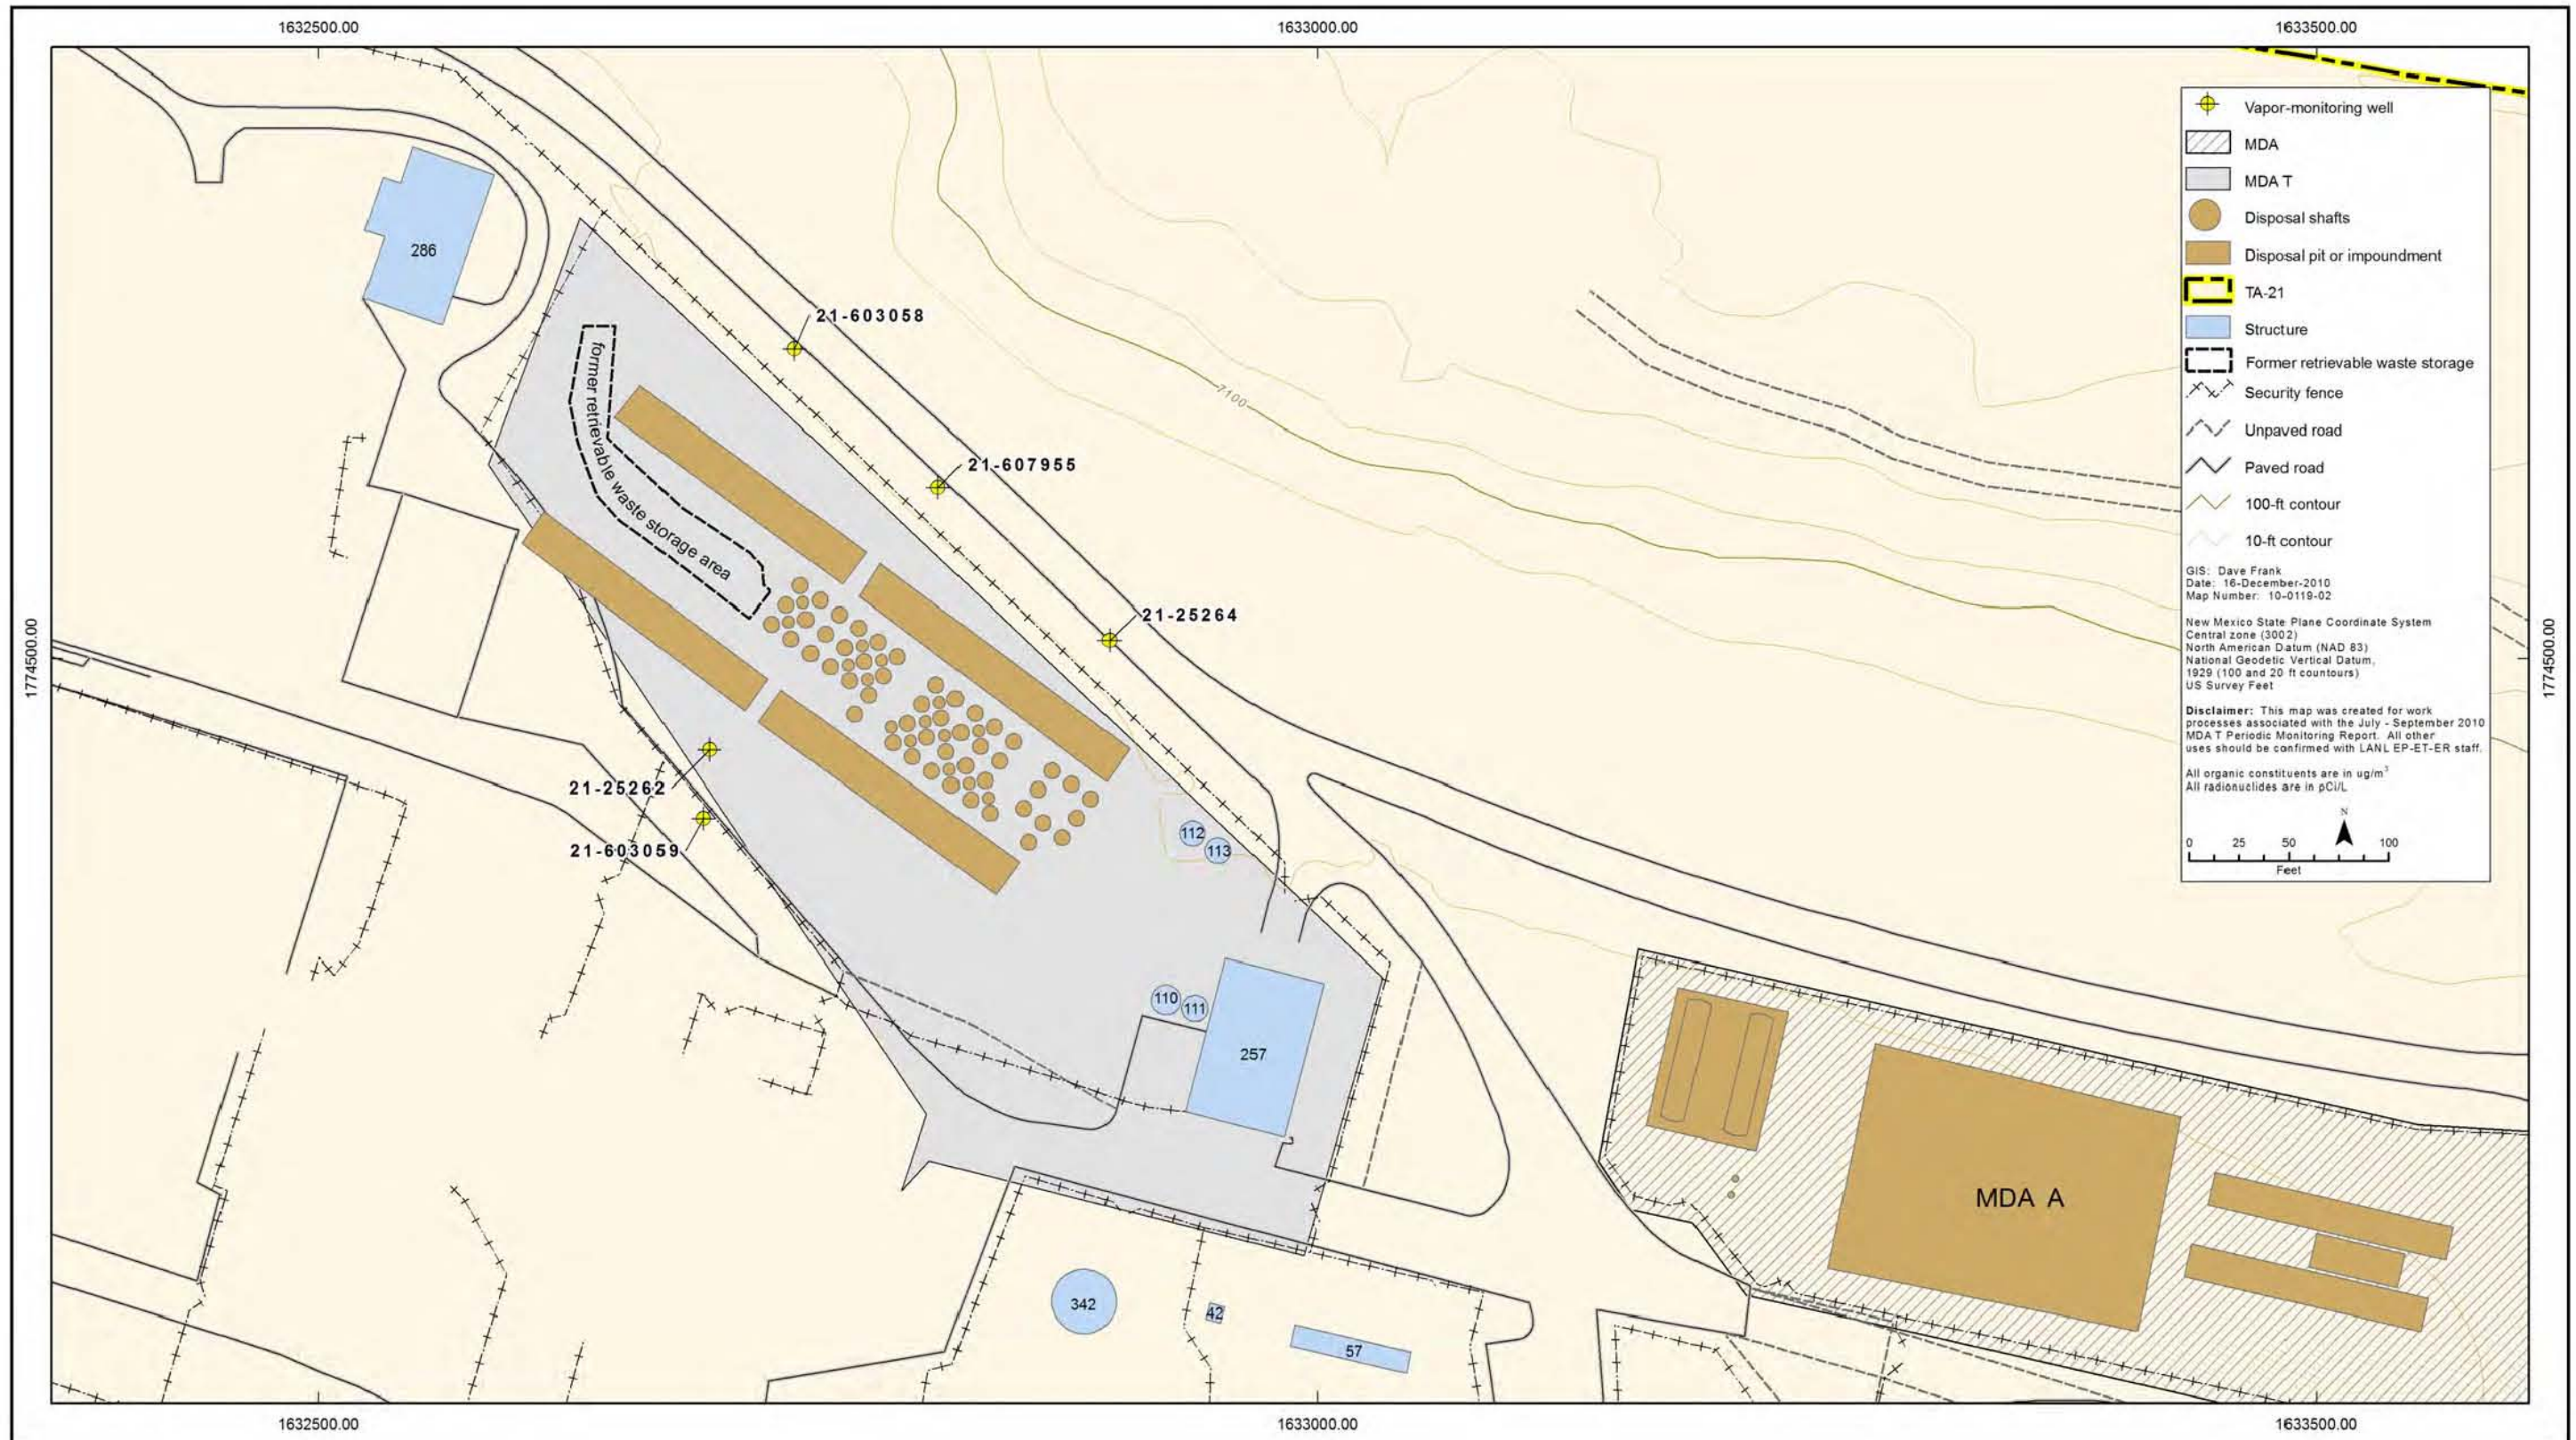 1632500.00
1633000.00
1633500.00
1774500.00
1774500.00
286
21-603058
21-607955
21-25264
21-25262
21-603059
former retrievable waste storage area
7100
112
113
110
111
257
342
42
57
MDA A
Vapor-monitoring well
MDA
MDA T
Disposal shafts
Disposal pit or impoundment
TA-21
Structure
Former retrievable waste storage
Security fence
Unpaved road
Paved road
100-ft contour
10-ft contour
GIS: Dave Frank
Date: 16-December-2010
Map Number: 10-0119-02
New Mexico State Plane Coordinate System
Central zone (3002)
North American Datum (NAD 83)
National Geodetic Vertical Datum,
1929 (100 and 20 ft countours)
US Survey Feet
Disclaimer: This map was created for work
processes associated with the July - September 2010
MDA T Periodic Monitoring Report. All other
uses should be confirmed with LANL EP-ET-ER staff.
All organic constituents are in ug/m³
All radionuclides are in pCi/L
N
0 25 50 100
Feet
1632500.00
1633000.00
1633500.00